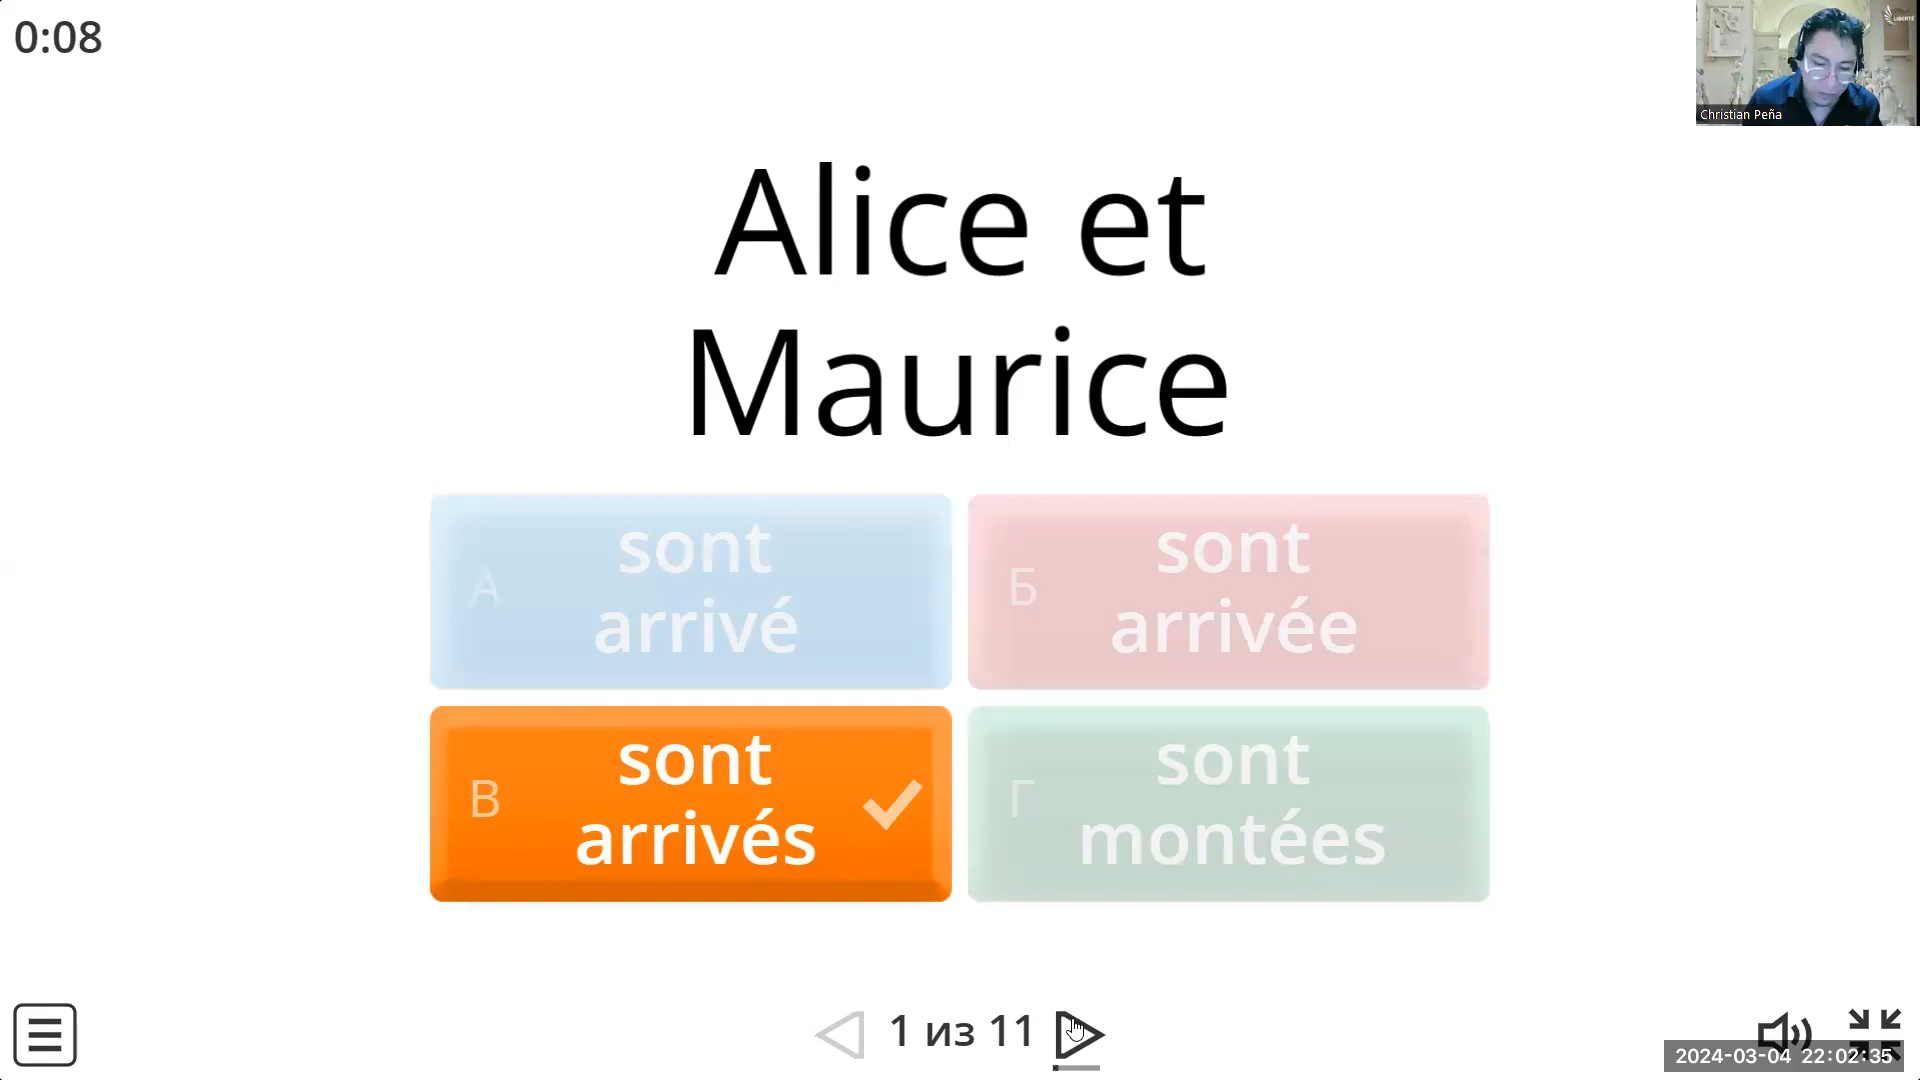 0:08
LIBERTÉ
Christian Peña
Alice et
Maurice
А
sont
arrivé
Б
sont
arrivée
В
sont
arrivés
Г
sont
montées
1 из 11
2024-03-04 22:02:35